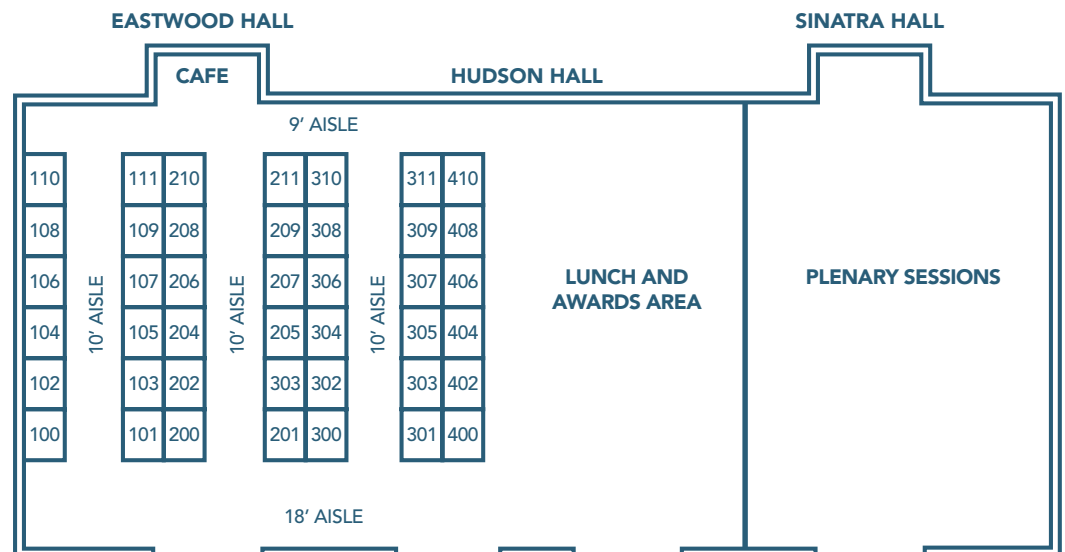 EASTWOOD HALL
SINATRA HALL
CAFE
HUDSON HALL
9’ AISLE
110 111 210 211 310 311 410
108 109 208 209 308 309 408
106 107 206 207 306 307 406
104 105 204 205 304 305 404
102 103 202 303 302 303 402
100 101 200 201 300 301 400
10’ AISLE
10’ AISLE
10’ AISLE
LUNCH AND
AWARDS AREA
PLENARY SESSIONS
18’ AISLE